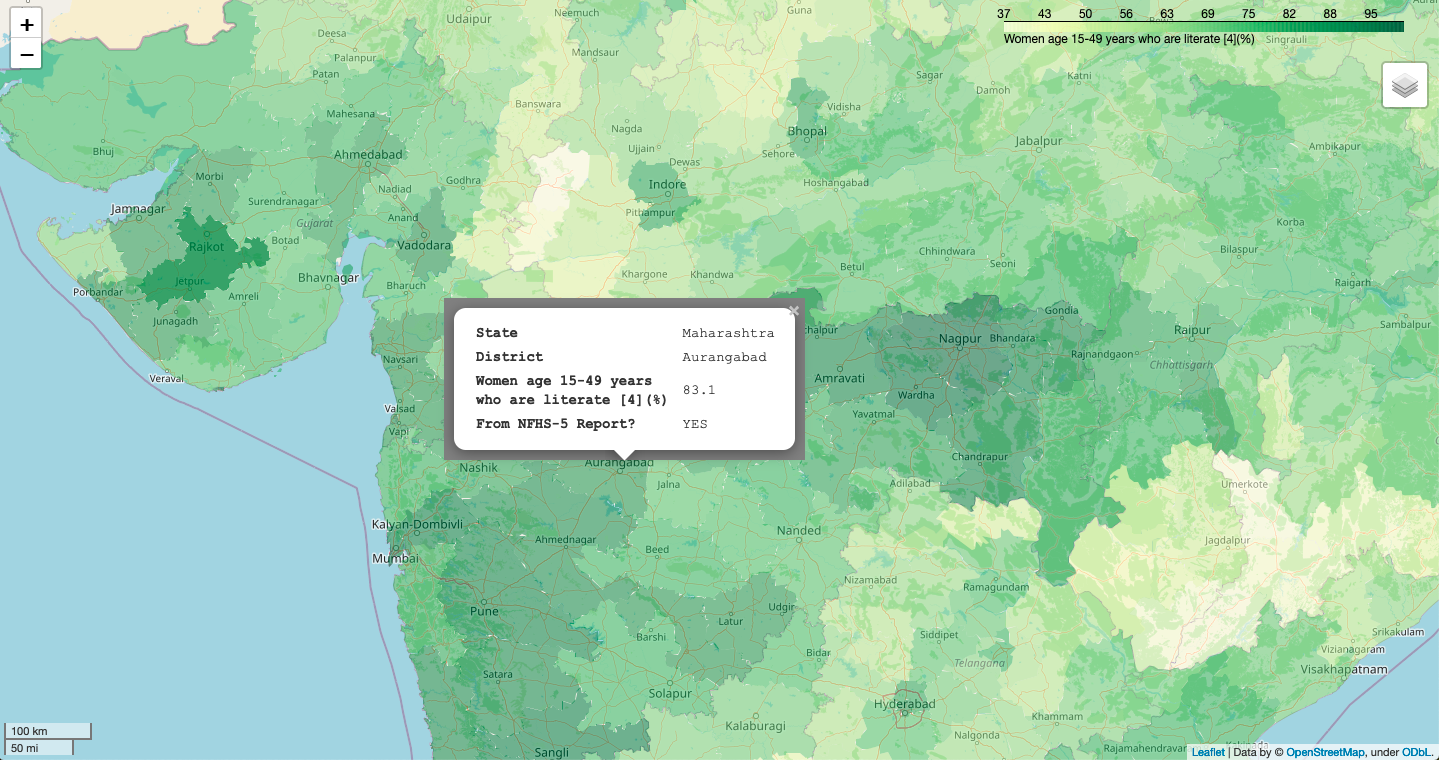 +
−
37 43 50 56 63 69 75 82 88 95
Women age 15-49 years who are literate [4](%)
Udaipur
Neemuch
Guna
Singrauli
Deesa
Palanpur
Mandsaur
Patan
Sagar
Katni
Damoh
Banswara
Vidisha
Mahesana
Nagda
Bhopal
Ujjain
Jabalpur
Ambikapur
Bhuj
Ahmedabad
Dewas
Sehore
Morbi
Godhra
Indore
Hoshangabad
Nadiad
Surendranagar
Jamnagar
Anand
Pithampur
Gujarat
Korba
Rajkot
Botad
Vadodara
Chhindwara
Bilaspur
Seoni
Betul
Khargone
Khandwa
Bhavnagar
Jetpur
Bharuch
Raigarh
Porbandar
Amreli
Junagadh
Gondia
Sambalpur
chalpur
Raipur
Nagpur
Bhandara
Rajnandgaon
Navsari
Chhattisgarh
Veraval
Amravati
Wardha
Valsad
Yavatmal
Vapi
State Maharashtra
District Aurangabad
Women age 15-49 years
who are literate [4](%) 83.1
From NFHS-5 Report? YES
×
Chandrapur
Aurangabad
Nashik
Jalna
Adilabad
Umerkote
Kalyan-Dombivli
Nanded
Ahmednagar
Jagdalpur
Beed
Mumbai
Nizamabad
Ramagundam
Pune
Udgir
Latur
Barshi
Siddipet
Srikakulam
Bidar
Vizianagaram
Telangana
Visakhapatnam
Satara
Solapur
Hyderabad
Khammam
Kalaburagi
Nalgonda
Sangli
Rajamahendravar
Kakinada
100 km
50 mi
Leaflet | Data by © OpenStreetMap, under ODbL.